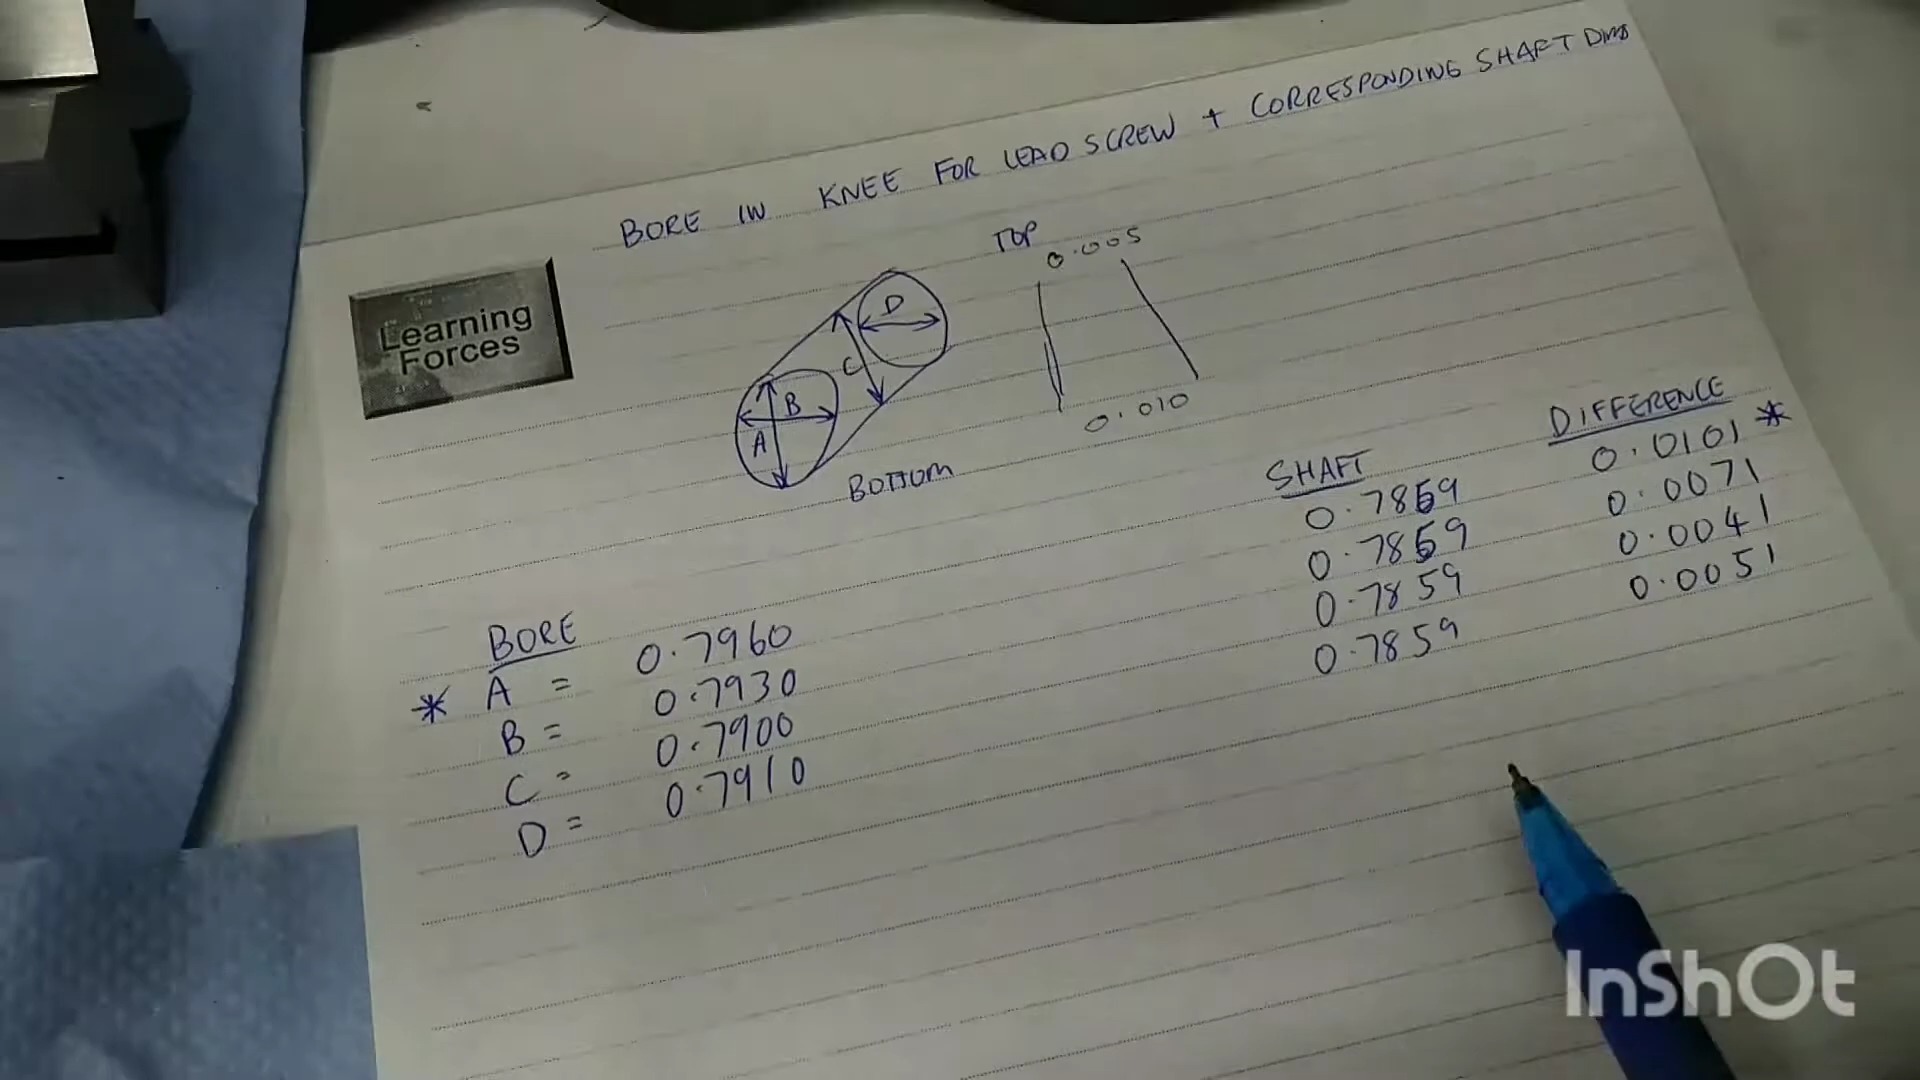 BORE IN KNEE FOR LEAD SCREW + CORRESPONDING SHAFT DIMS
TOP
0.005
Learning
Forces
D
C
B
A
0.010
BOTTOM
BORE SHAFT DIFFERENCE
* A = 0.7960 0.7859 0.0101 *
B = 0.7930 0.7859 0.0071
C = 0.7900 0.7859 0.0041
D = 0.7910 0.7859 0.0051
InShOt